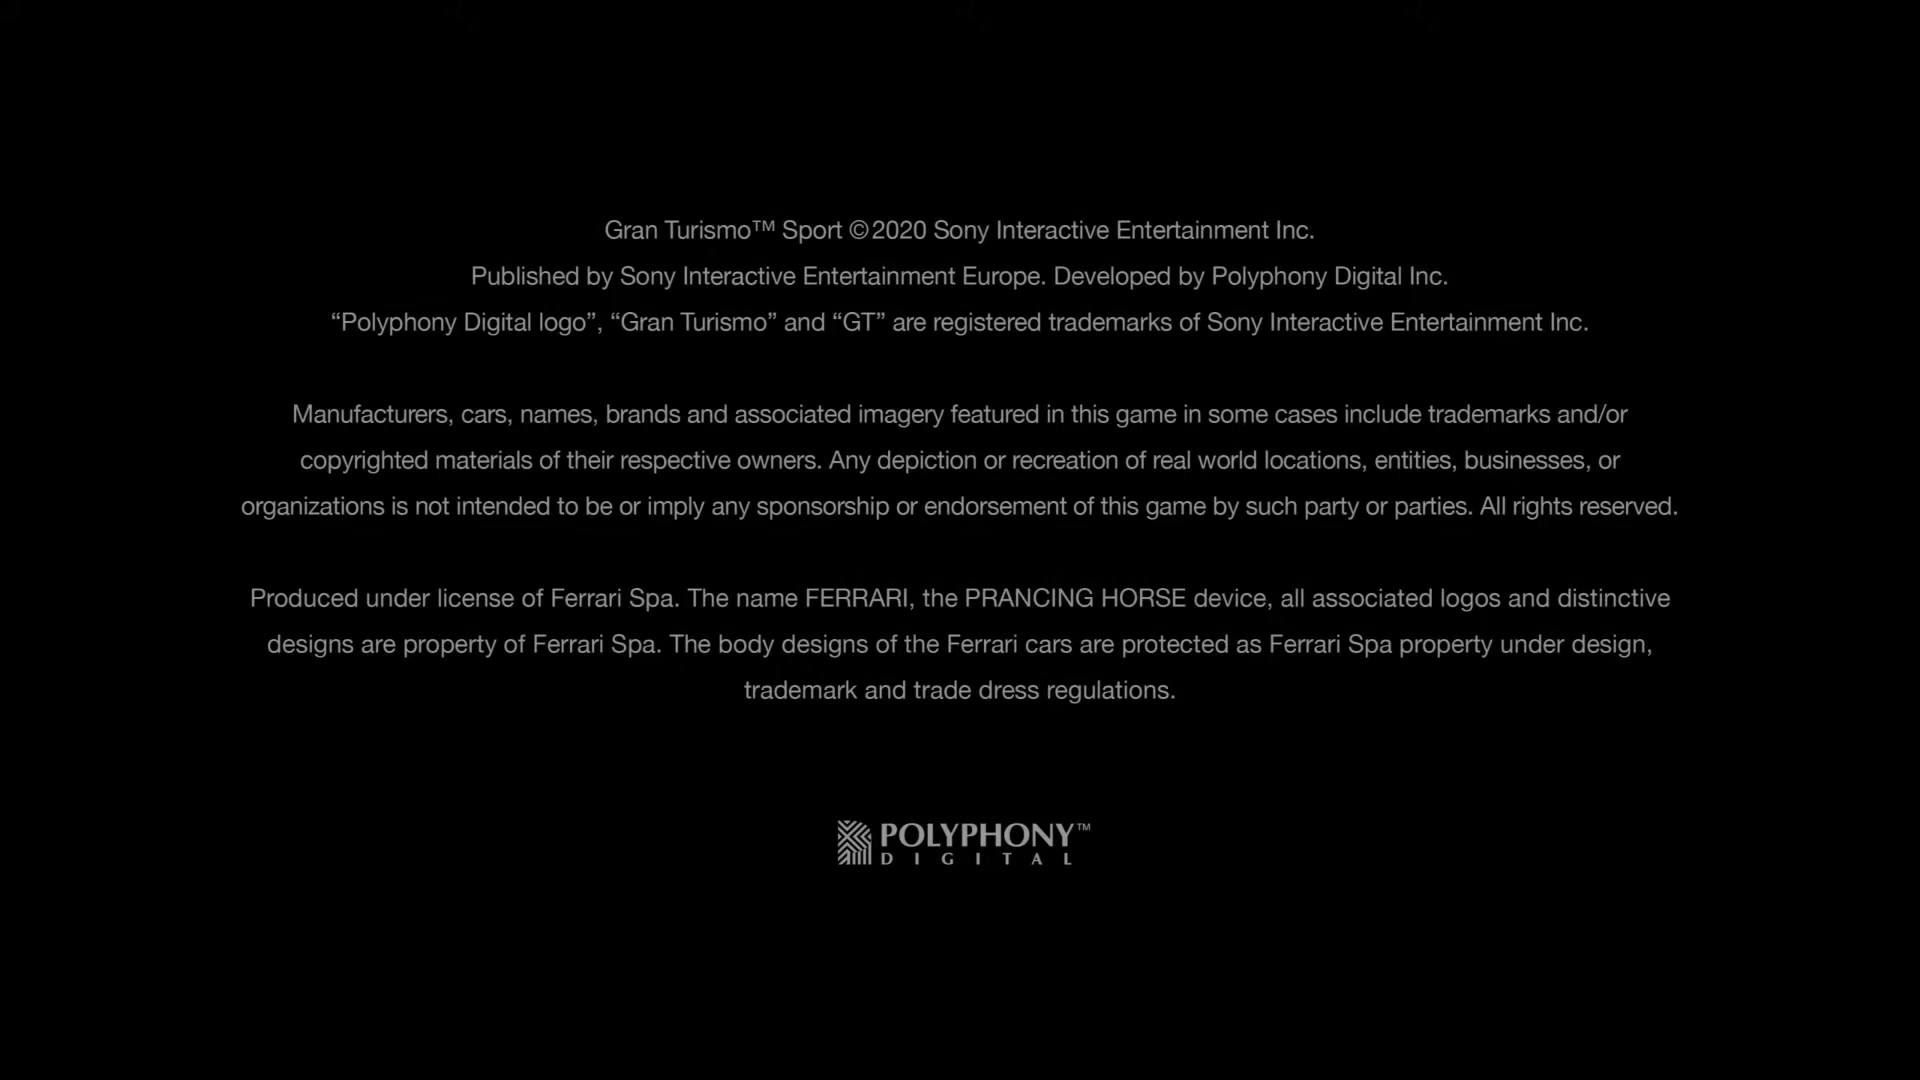 Gran Turismo™ Sport ©2020 Sony Interactive Entertainment Inc.
Published by Sony Interactive Entertainment Europe. Developed by Polyphony Digital Inc.
“Polyphony Digital logo”, “Gran Turismo” and “GT” are registered trademarks of Sony Interactive Entertainment Inc.
Manufacturers, cars, names, brands and associated imagery featured in this game in some cases include trademarks and/or
copyrighted materials of their respective owners. Any depiction or recreation of real world locations, entities, businesses, or
organizations is not intended to be or imply any sponsorship or endorsement of this game by such party or parties. All rights reserved.
Produced under license of Ferrari Spa. The name FERRARI, the PRANCING HORSE device, all associated logos and distinctive
designs are property of Ferrari Spa. The body designs of the Ferrari cars are protected as Ferrari Spa property under design,
trademark and trade dress regulations.
POLYPHONY™
DIGITAL